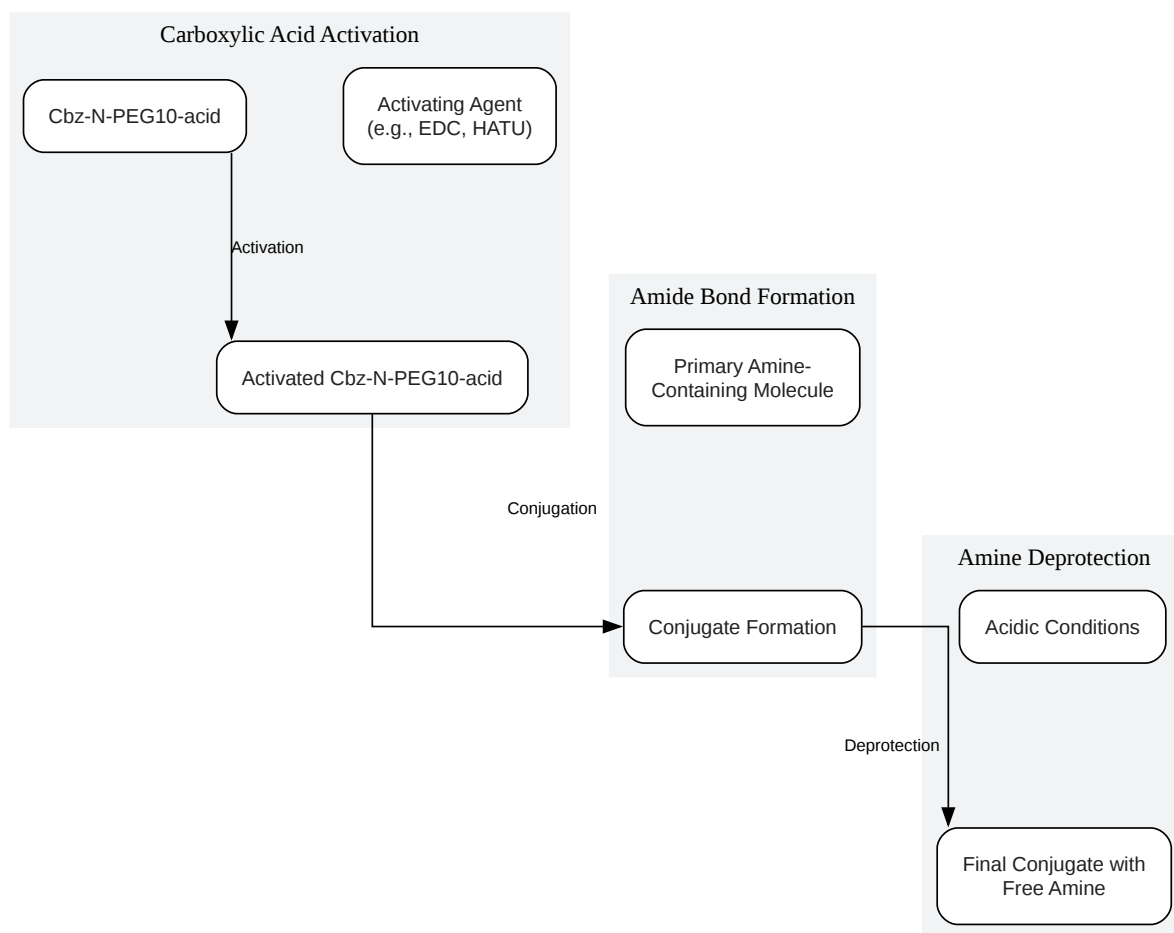 Carboxylic Acid Activation
Cbz-N-PEG10-acid
Activating Agent
(e.g., EDC, HATU)
Activation
Activated Cbz-N-PEG10-acid
Amide Bond Formation
Primary Amine-
Containing Molecule
Conjugation
Conjugate Formation
Amine Deprotection
Acidic Conditions
Deprotection
Final Conjugate with
Free Amine